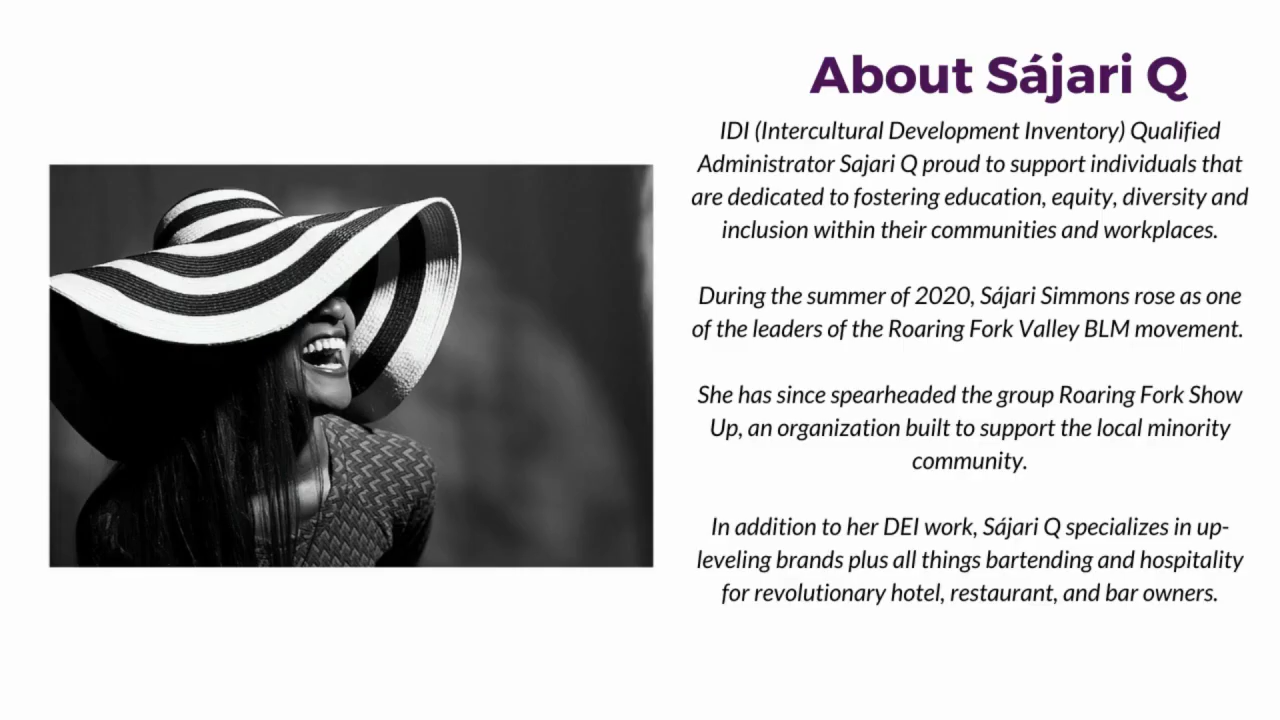 About Sájari Q
IDI (Intercultural Development Inventory) Qualified
Administrator Sajari Q proud to support individuals that
are dedicated to fostering education, equity, diversity and
inclusion within their communities and workplaces.
During the summer of 2020, Sájari Simmons rose as one
of the leaders of the Roaring Fork Valley BLM movement.
She has since spearheaded the group Roaring Fork Show
Up, an organization built to support the local minority
community.
In addition to her DEI work, Sájari Q specializes in up-
leveling brands plus all things bartending and hospitality
for revolutionary hotel, restaurant, and bar owners.